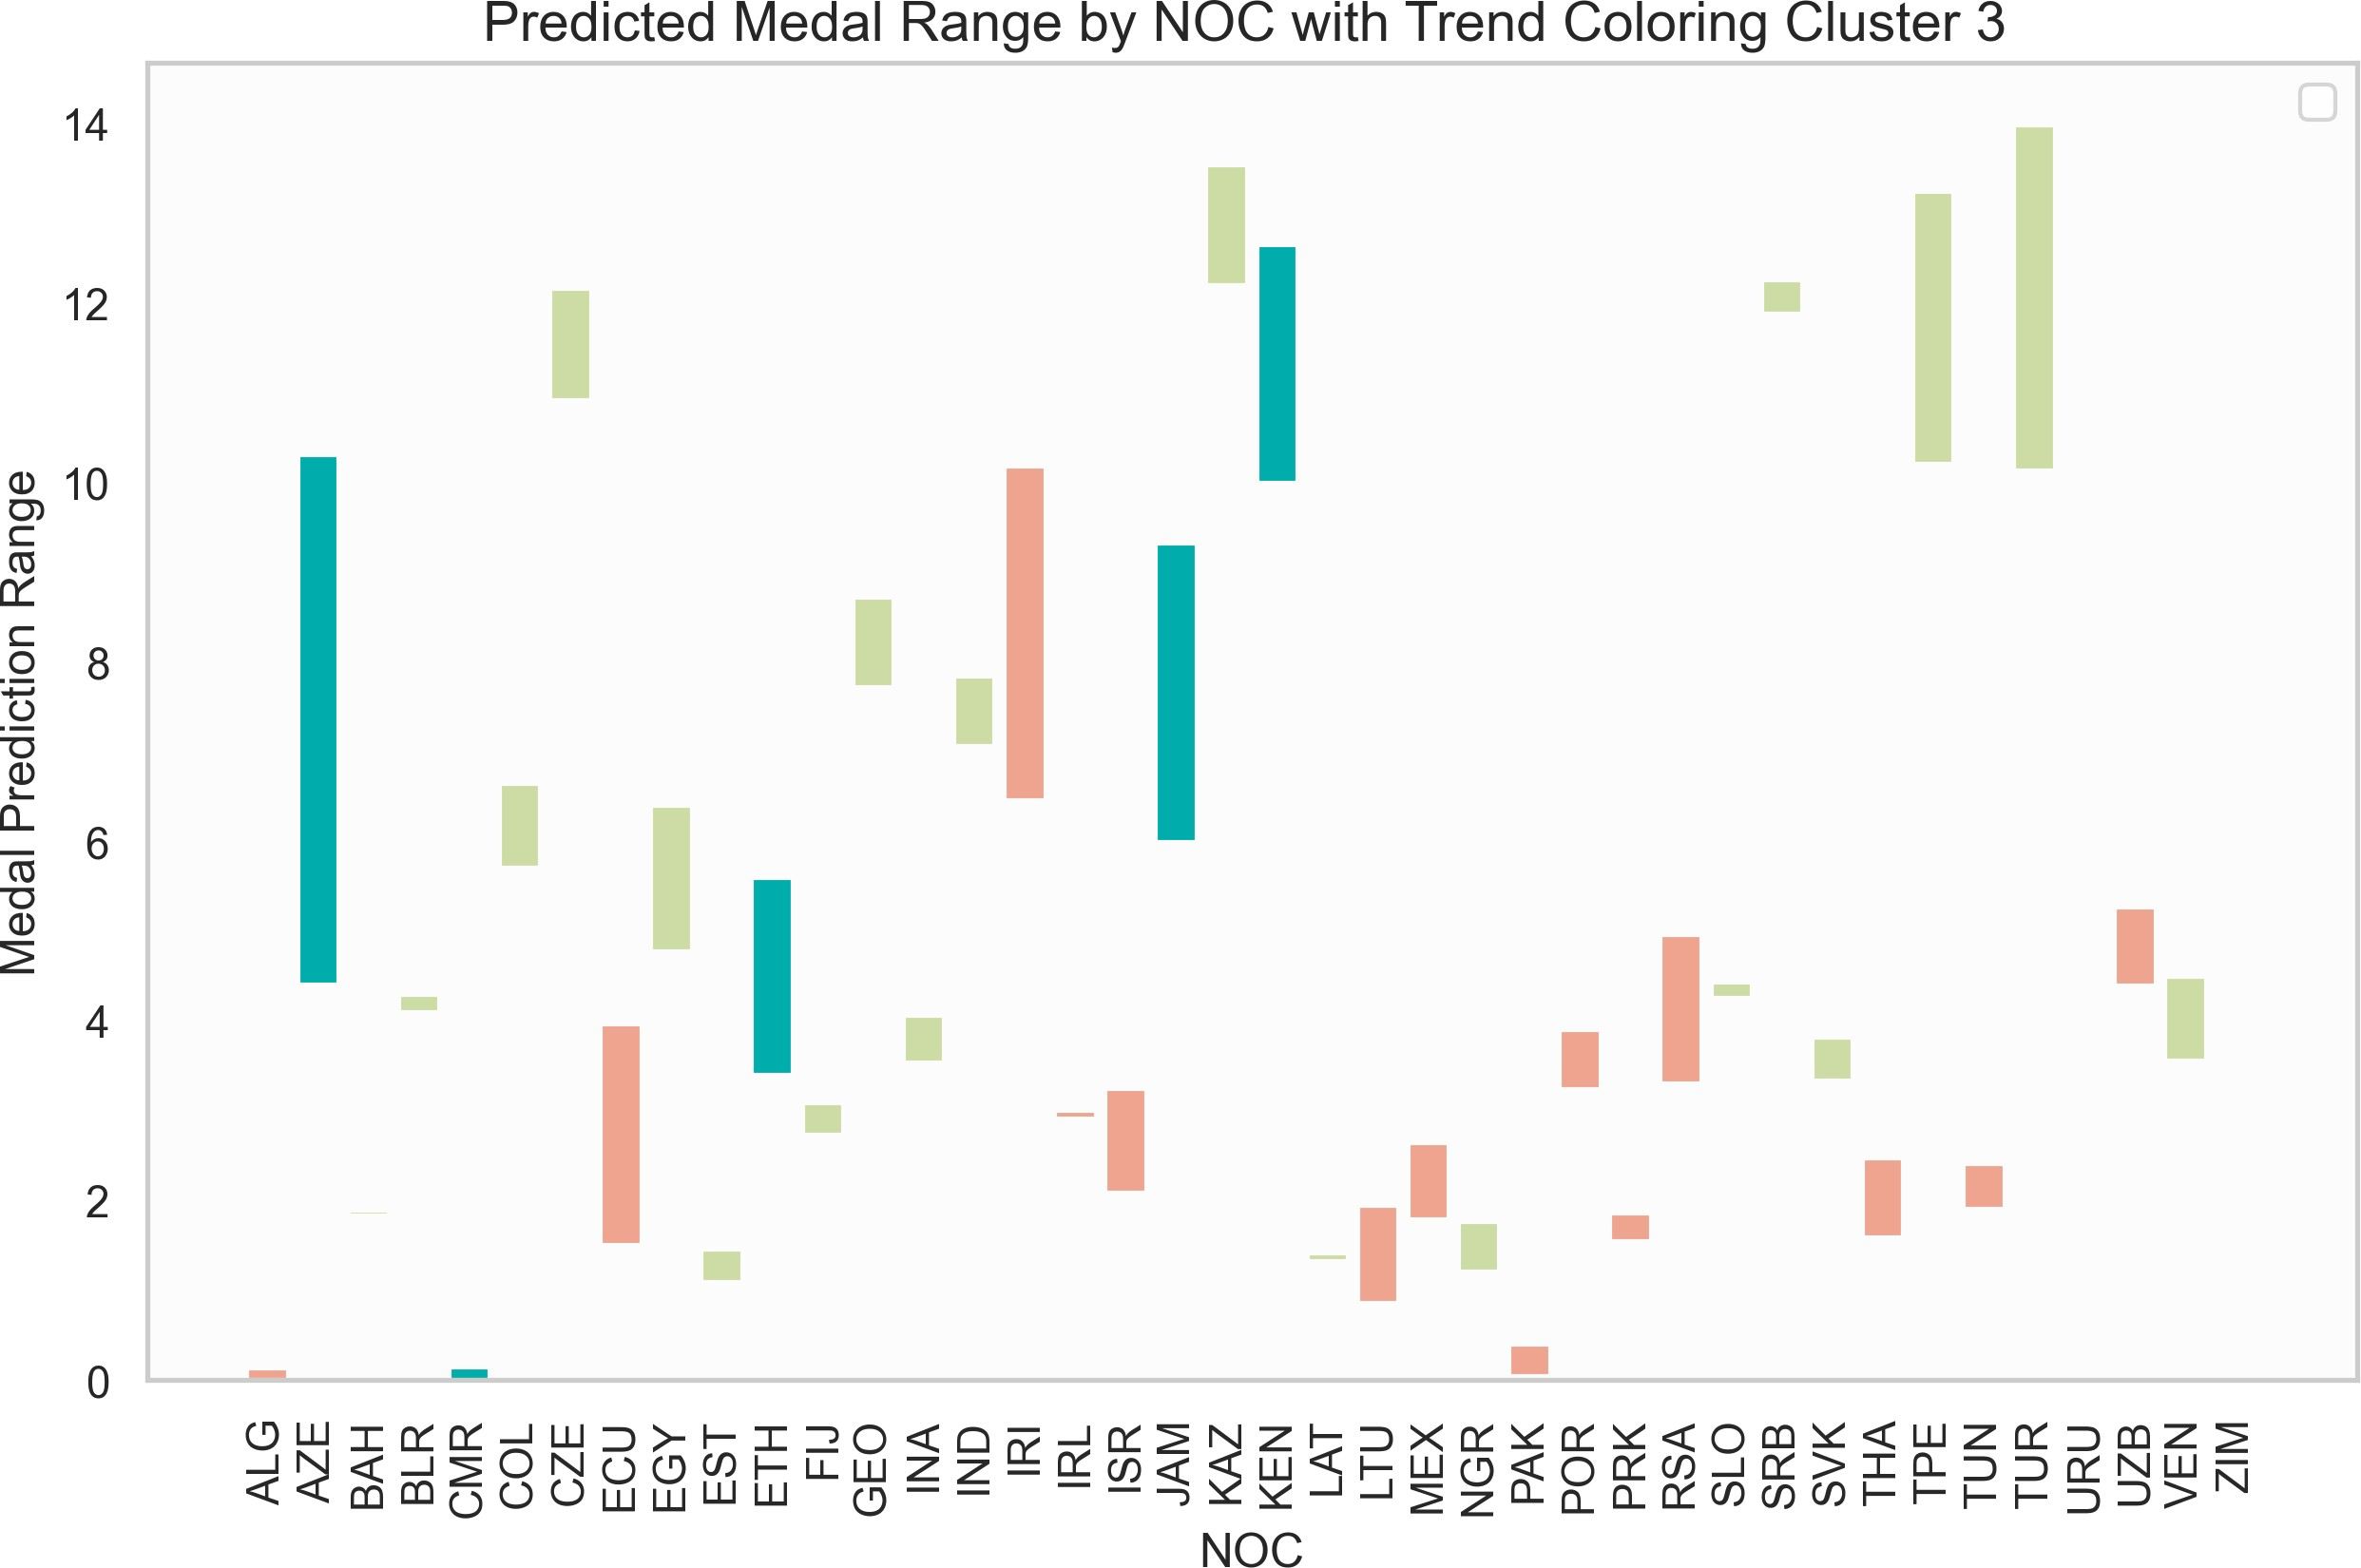 Predicted Medal Range by NOC with Trend Coloring Cluster 3
Medal Prediction Range
14
12
10
8
6
4
2
0
ALG
AZE
BAH
BLR
CMR
COL
CZE
ECU
EGY
EST
ETH
FIJ
GEO
INA
IND
IRI
IRL
ISR
JAM
KAZ
KEN
LAT
LTU
MEX
NGR
PAK
POR
PRK
RSA
SLO
SRB
SVK
THA
TPE
TUN
TUR
URU
UZB
VEN
ZIM
NOC